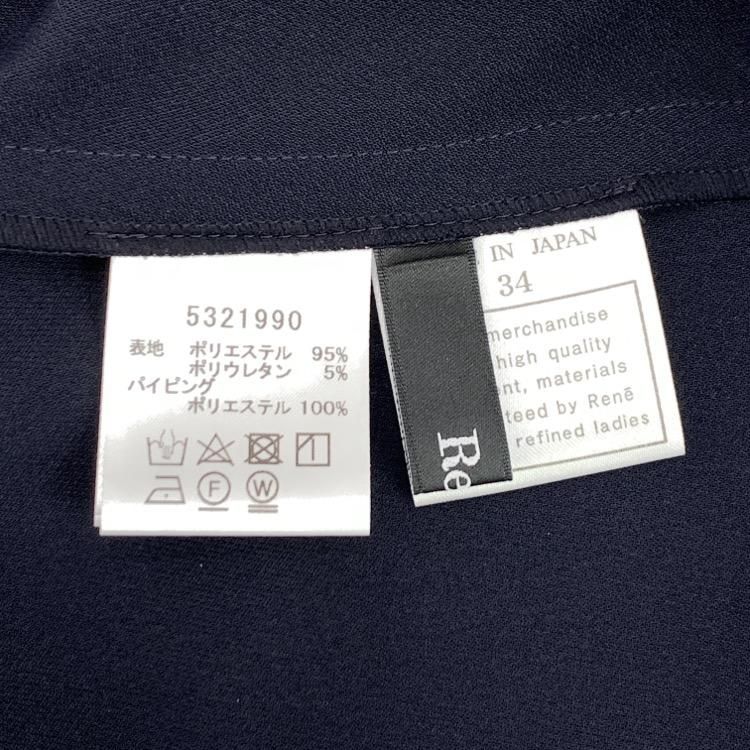 5321990
表地 ポリエステル 95%
ポリウレタン 5%
パイピング
ポリエステル 100%
F W
IN JAPAN
34
merchandise
high quality
nt, materials
teed by René
refined ladies
Re